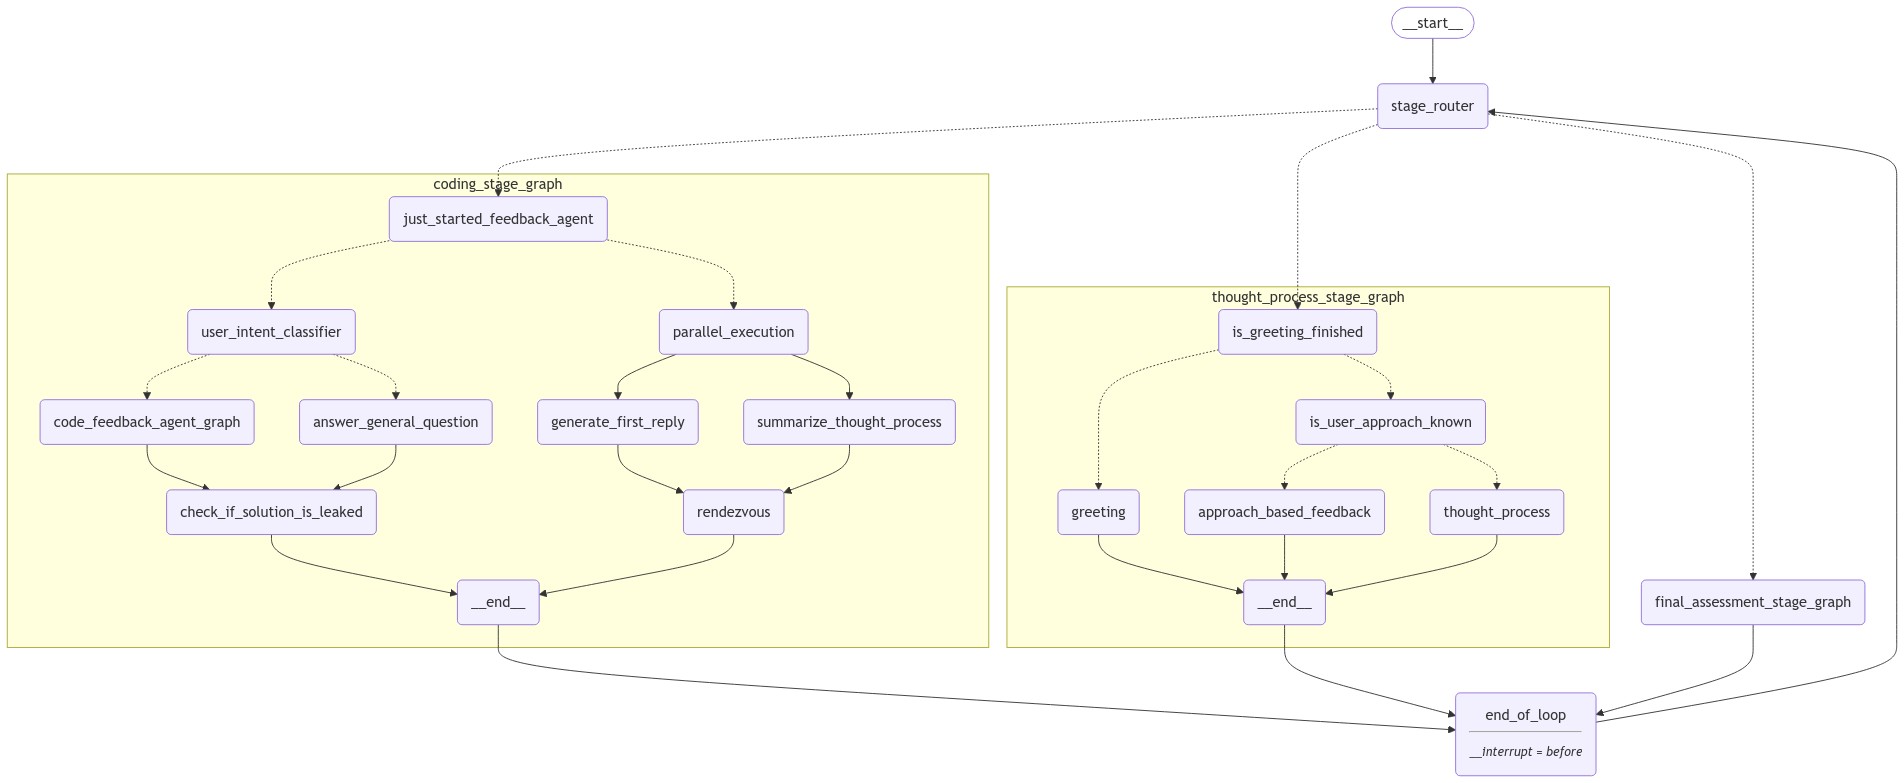 __start__
stage_router
coding_stage_graph
just_started_feedback_agent
thought_process_stage_graph
user_intent_classifier
parallel_execution
is_greeting_finished
code_feedback_agent_graph
answer_general_question
generate_first_reply
summarize_thought_process
is_user_approach_known
check_if_solution_is_leaked
rendezvous
greeting
approach_based_feedback
thought_process
__end__
__end__
final_assessment_stage_graph
end_of_loop
__interrupt = before